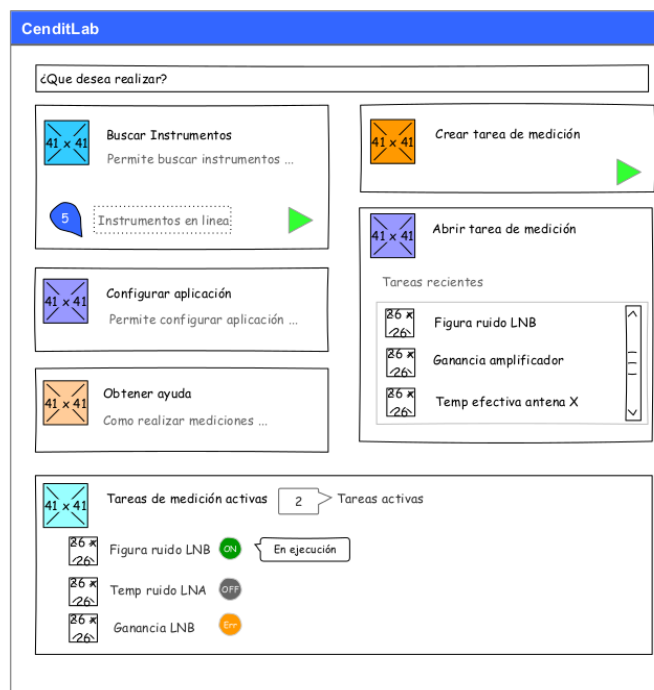 CenditLab
¿Que desea realizar?
41 x 41
Buscar Instrumentos
Permite buscar instrumentos ...
5
Instrumentos en linea
41 x 41
Crear tarea de medición
41 x 41
Abrir tarea de medición
Tareas recientes
26 x
26
Figura ruido LNB
26 x
26
Ganancia amplificador
26 x
26
Temp efectiva antena X
41 x 41
Configurar aplicación
Permite configurar aplicación ...
41 x 41
Obtener ayuda
Como realizar mediciones ...
41 x 41
Tareas de medición activas
2
Tareas activas
26 x
26
Figura ruido LNB
ON
En ejecución
26 x
26
Temp ruido LNA
OFF
26 x
26
Ganancia LNB
Err